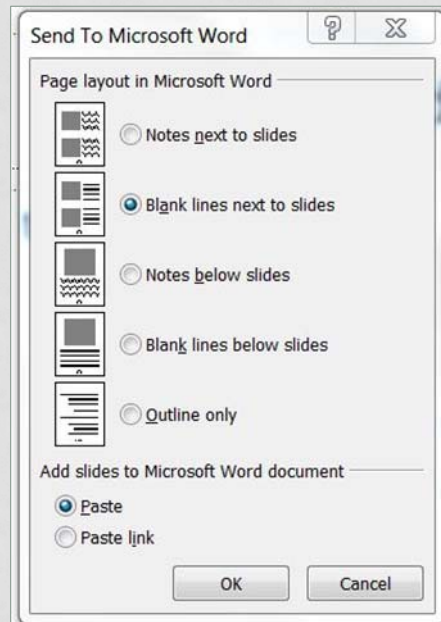 Send To Microsoft Word
Page layout in Microsoft Word
Notes next to slides
Blank lines next to slides
Notes below slides
Blank lines below slides
Outline only
Add slides to Microsoft Word document
Paste
Paste link
OK Cancel